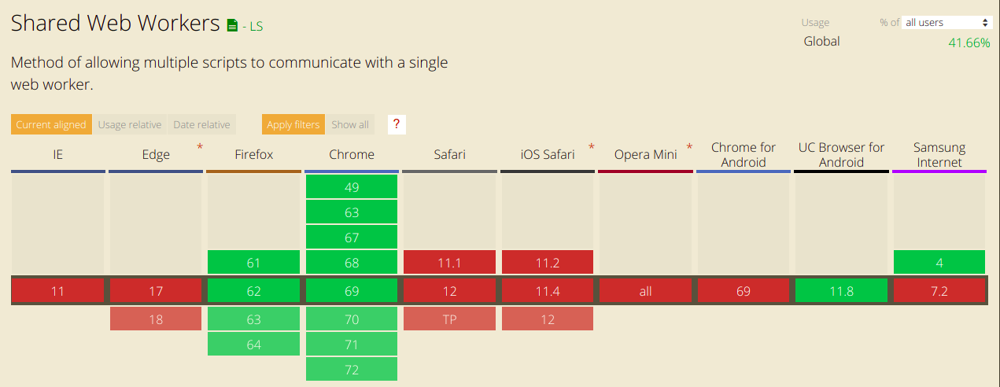 Shared Web Workers - LS
Usage % of all users
Global 41.66%
Method of allowing multiple scripts to communicate with a single
web worker.
Current aligned Usage relative Date relative Apply filters Show all ?
IE Edge * Firefox Chrome Safari iOS Safari * Opera Mini * Chrome for Android UC Browser for Android Samsung Internet
49
63
67
61 68 11.1 11.2 4
11 17 62 69 12 11.4 all 69 11.8 7.2
18 63 70 TP 12
64 71
72